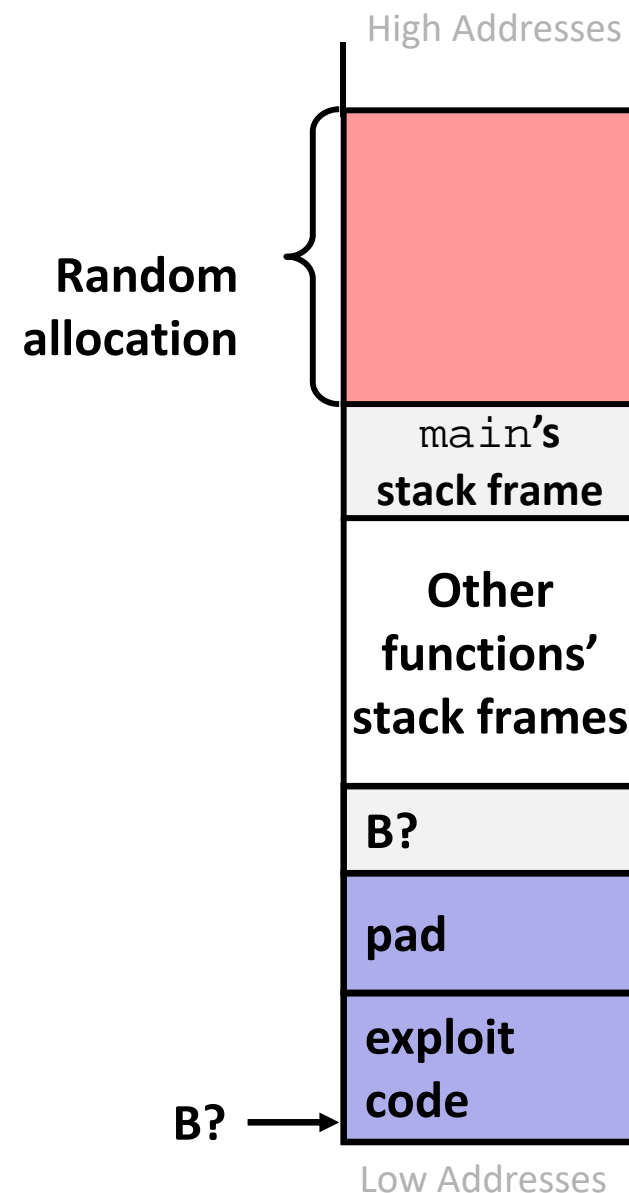 High Addresses
Random
allocation
main’s
stack frame
Other
functions’
stack frames
B?
pad
exploit
code
B?
Low Addresses